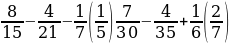 8/15 − 4/21 − 1/7 (1/5) 7/30 − 4/35 + 1/6 (2/7)